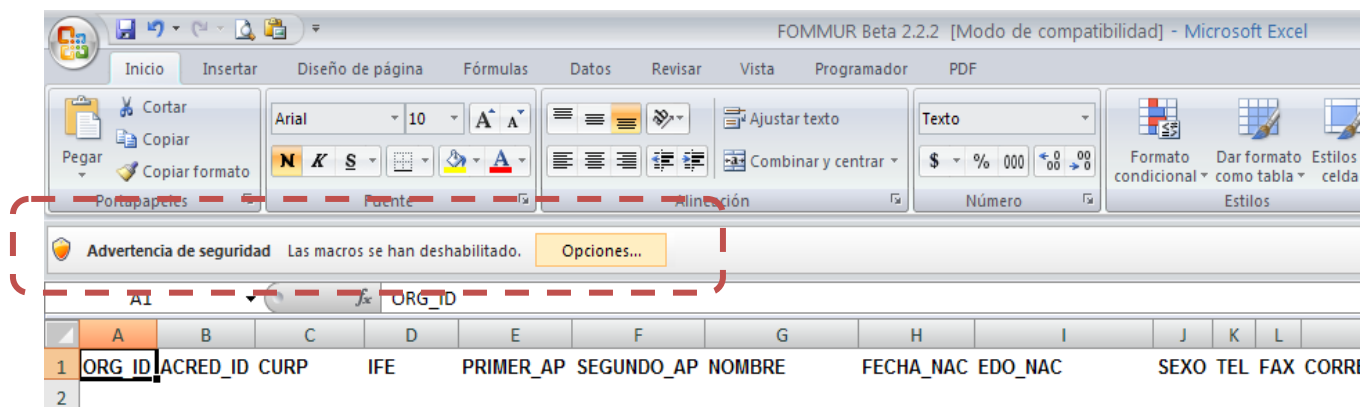 FOMMUR Beta 2.2.2 [Modo de compatibilidad] - Microsoft Excel
Inicio Insertar Diseño de página Fórmulas Datos Revisar Vista Programador PDF
Cortar
Copiar
Copiar formato
Pegar
Portapapeles
Arial 10 A A
N K S A
Fuente
Ajustar texto
Combinar y centrar
Alineación
Texto
$ % 000
Número
Formato condicional
Dar formato como tabla
Estilos
celda
Estilos
Advertencia de seguridad Las macros se han deshabilitado. Opciones...
A1 fx ORG_ID
A B C D E F G H I J K L
1 ORG_ID ACRED_ID CURP IFE PRIMER_AP SEGUNDO_AP NOMBRE FECHA_NAC EDO_NAC SEXO TEL FAX CORRE
2